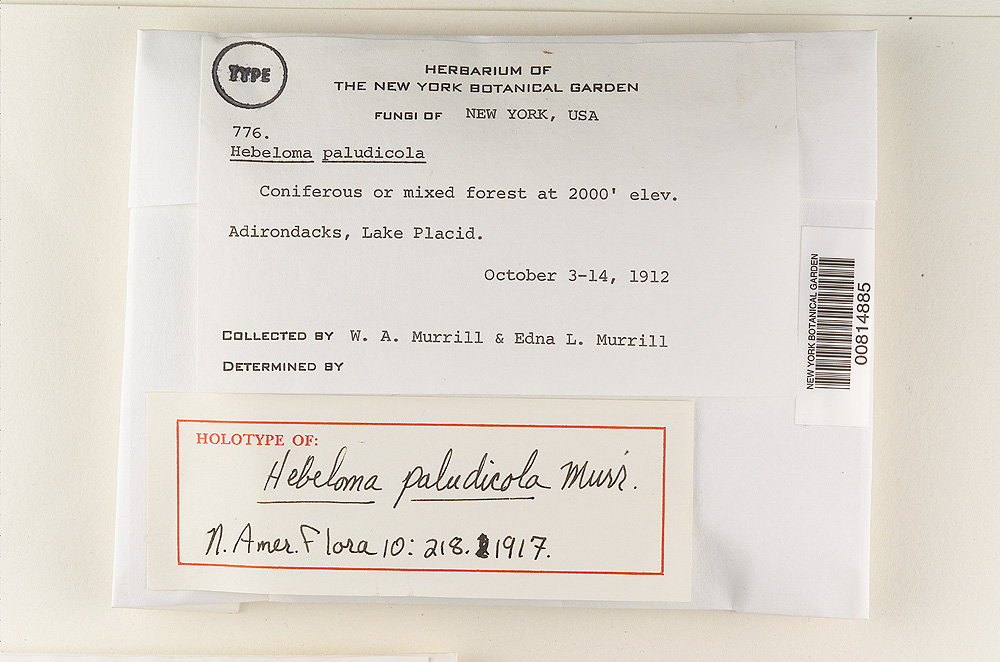 TYPE
HERBARIUM OF
THE NEW YORK BOTANICAL GARDEN
FUNGI OF NEW YORK, USA
776.
Hebeloma paludicola
Coniferous or mixed forest at 2000' elev.
Adirondacks, Lake Placid.
October 3-14, 1912
COLLECTED BY W. A. Murrill & Edna L. Murrill
DETERMINED BY
NEW YORK BOTANICAL GARDEN
00814885
HOLOTYPE OF:
Hebeloma paludicola Murr.
N. Amer. Flora 10: 218. 1917.